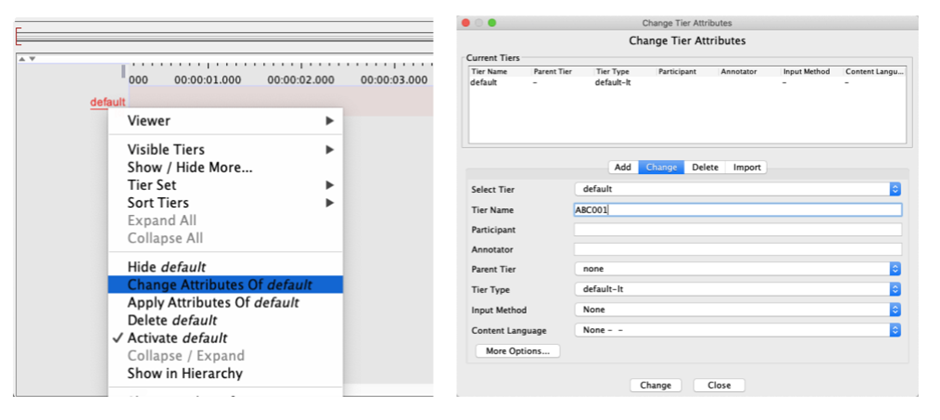 000 00:00:01.000 00:00:02.000 00:00:03.000
default
Viewer
Visible Tiers
Show / Hide More...
Tier Set
Sort Tiers
Expand All
Collapse All
Hide default
Change Attributes Of default
Apply Attributes Of default
Delete default
✓ Activate default
Collapse / Expand
Show in Hierarchy
Change Tier Attributes
Change Tier Attributes
Current Tiers
Tier Name Parent Tier Tier Type Participant Annotator Input Method Content Langu...
default - default-lt - -
Add Change Delete Import
Select Tier default
Tier Name ABC001
Participant
Annotator
Parent Tier none
Tier Type default-lt
Input Method None
Content Language None - -
More Options...
Change Close